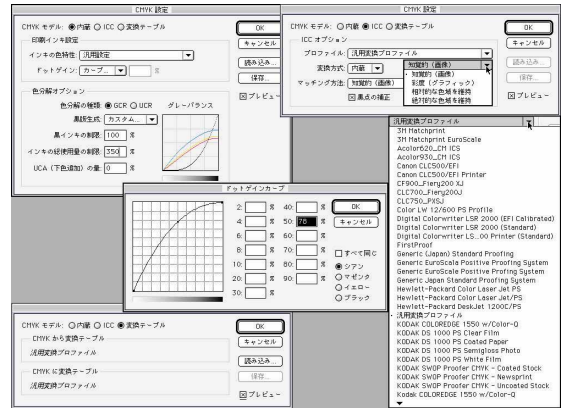 CMYK 設定
CMYK モデル: 内蔵 ICC 変換テーブル
印刷インキ設定
インキの色特性: 汎用設定
ドットゲイン: カーブ... %
色分解オプション
色分解の種類: GCR UCR グレーバランス
墨版生成: カスタム...
黒インキの制限: 100 %
インキの総使用量の制限: 350 %
UCA (下色追加) の量: 0 %
OK
キャンセル
読み込み...
保存...
プレビュー
CMYK 設定
CMYK モデル: 内蔵 ICC 変換テーブル
ICC オプション
プロファイル: 汎用変換プロファイル
変換方式: 内蔵
マッチング方法: 知覚的 (画像)
黒点の補正
知覚的 (画像)
・ 知覚的 (画像)
彩度 (グラフィック)
相対的な色域を維持
絶対的な色域を維持
OK
キャンセル
読み込み...
保存...
プレビュー
ドットゲインカーブ
2: % 40: %
4: % 50: 76 %
6: % 60: %
8: % 70: %
10: % 80: %
20: % 90: %
30: %
OK
キャンセル
すべて同じ
シアン
マゼンタ
イエロー
ブラック
CMYK モデル: 内蔵 ICC 変換テーブル
CMYK から変換テーブル
汎用変換プロファイル
CMYK に変換テーブル
汎用変換プロファイル
OK
キャンセル
読み込み...
保存...
プレビュー
汎用変換プロファイル
3M Matchprint
3M Matchprint EuroScale
Acolor620_CM ICS
Acolor930_CM ICS
Canon CLC500/EFI
Canon CLC500/EFI Printer
CF900_Fiery200 XJ
CLC700_Fiery200J
CLC750_PXSJ
Color LW 12/600 PS Profile
Digital Colorwriter LSR 2000 (EFI Calibrated)
Digital Colorwriter LSR 2000 (Standard)
Digital Colorwriter LS...00 Printer (Standard)
FirstProof
Generic (Japan) Standard Proofing
Generic EuroScale Positive Proofing System
Generic EuroScale Positive Profing System
Generic Japan Standard Proofing System
Hewlett-Packard Color Laser Jet PS
Hewlett-Packard Color LaserJet/PS
Hewlett-Packard DeskJet 1200C/PS
・ 汎用変換プロファイル
KODAK COLOREDGE 1550 w/Color-Q
KODAK DS 1000 PS Clear Film
KODAK DS 1000 PS Coated Paper
KODAK DS 1000 PS Semigloss Photo
KODAK DS 1000 PS White Film
KODAK SWOP Proofer CMYK - Coated Stock
KODAK SWOP Proofer CMYK - Newsprint
KODAK SWOP Proofer CMYK - Uncoated Stock
Kodak COLOREDGE 1550 w/Color-Q